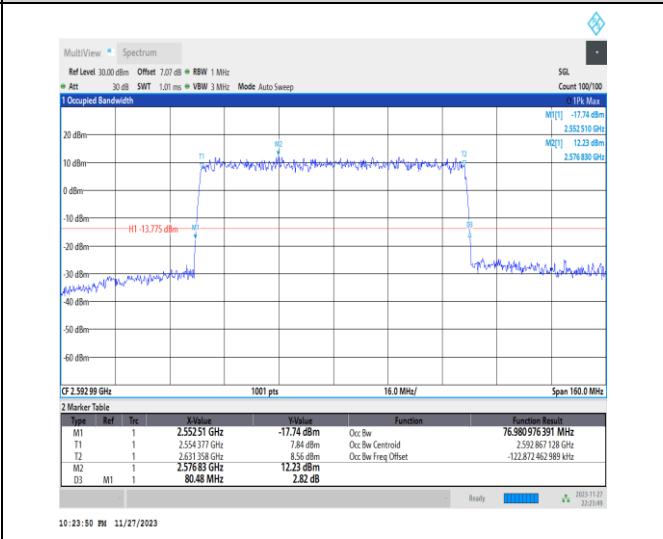 MultiView Spectrum
Ref Level 30.00 dBm Offset 7.07 dB RBW 1 MHz SGL
Att 30 dB SWT 1.01 ms VBW 3 MHz Mode Auto Sweep Count 100/100
1 Occupied Bandwidth 1Pk Max
M1[1] -17.74 dBm
2.552 510 GHz
M2[1] 12.23 dBm
2.576 830 GHz
20 dBm
M2
T1
T2
10 dBm
0 dBm
-10 dBm
H1 -13.775 dBm
M1
D3
-20 dBm
-30 dBm
-40 dBm
-50 dBm
-60 dBm
CF 2.592 99 GHz 1001 pts 16.0 MHz/ Span 160.0 MHz
2 Marker Table
Type Ref Trc X-Value Y-Value Function Function Result
M1 1 2.552 51 GHz -17.74 dBm Occ Bw 76.980 976 391 MHz
T1 1 2.554 377 GHz 7.84 dBm Occ Bw Centroid 2.592 867 128 GHz
T2 1 2.631 358 GHz 8.56 dBm Occ Bw Freq Offset -122.872 462 989 kHz
M2 1 2.576 83 GHz 12.23 dBm
D3 M1 1 80.48 MHz 2.82 dB
Ready 2023-11-27
22:23:49
10:23:50 PM 11/27/2023